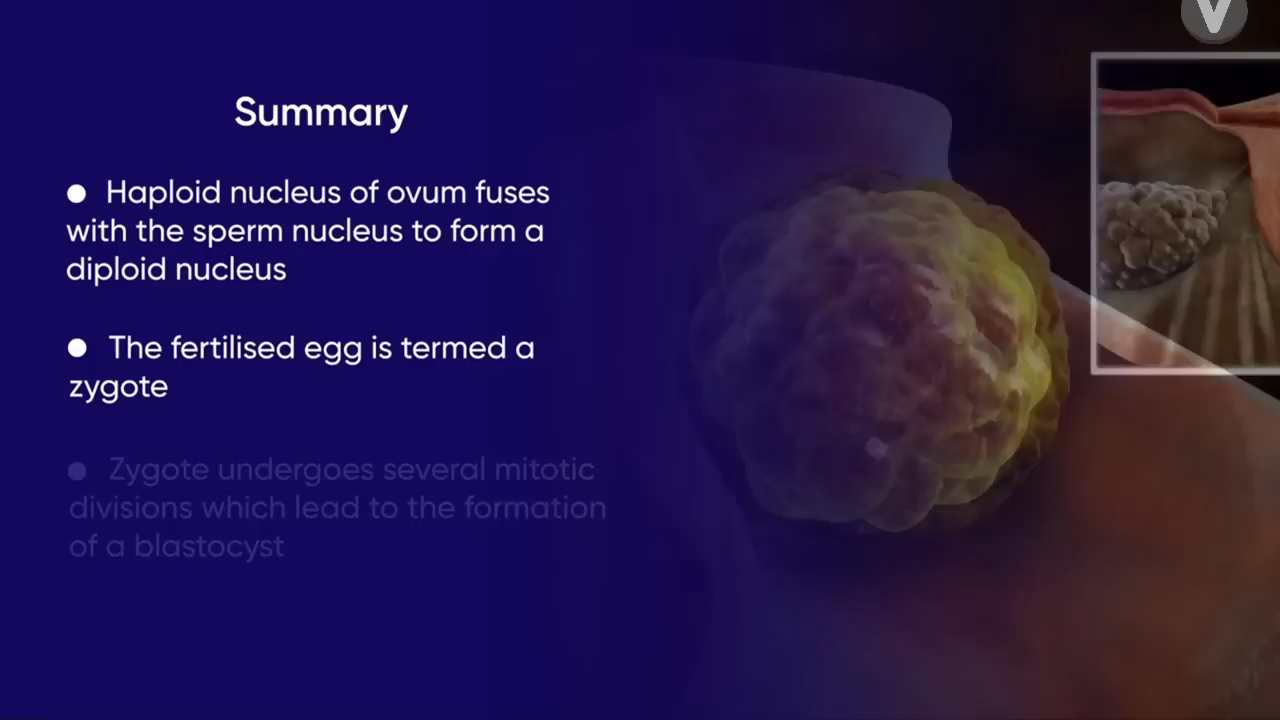 V
Summary
● Haploid nucleus of ovum fuses
with the sperm nucleus to form a
diploid nucleus
● The fertilised egg is termed a
zygote
● Zygote undergoes several mitotic
divisions which lead to the formation
of a blastocyst